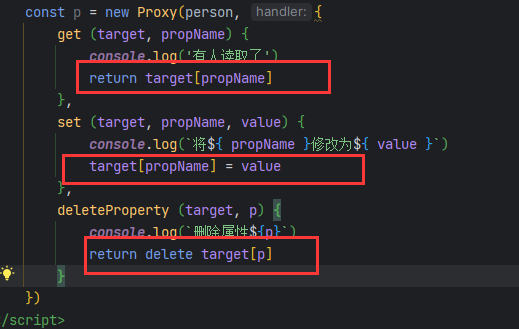 const p = new Proxy(person, handler: {
get (target, propName) {
console.log('有人读取了')
return target[propName]
},
set (target, propName, value) {
console.log(`将${ propName }修改为${ value }`)
target[propName] = value
},
deleteProperty (target, p) {
console.log(`删除属性${p}`)
return delete target[p]
}
})
/script>